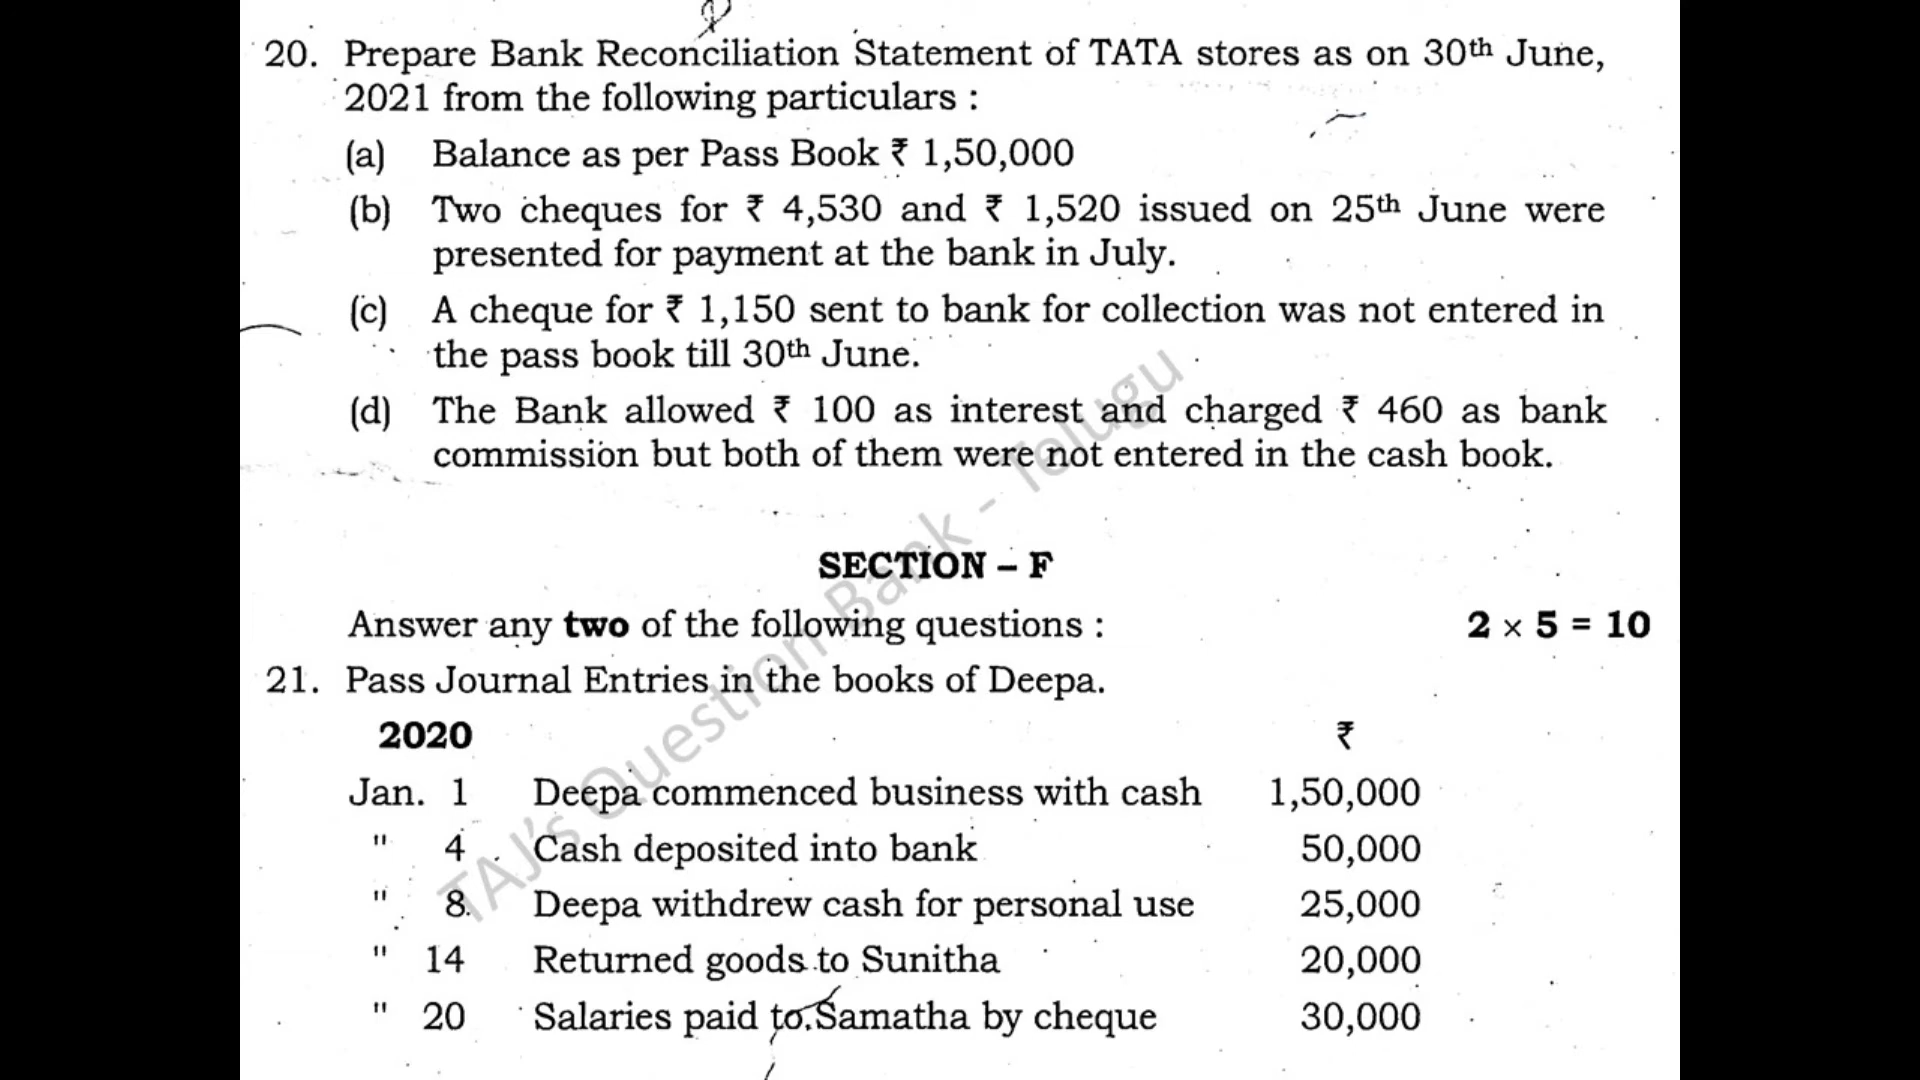 20. Prepare Bank Reconciliation Statement of TATA stores as on 30th June,
2021 from the following particulars :
(a) Balance as per Pass Book ₹ 1,50,000
(b) Two cheques for ₹ 4,530 and ₹ 1,520 issued on 25th June were
presented for payment at the bank in July.
(c) A cheque for ₹ 1,150 sent to bank for collection was not entered in
the pass book till 30th June.
(d) The Bank allowed ₹ 100 as interest and charged ₹ 460 as bank
commission but both of them were not entered in the cash book.
SECTION – F
Answer any two of the following questions : 2 × 5 = 10
21. Pass Journal Entries in the books of Deepa.
2020 ₹
Jan. 1 Deepa commenced business with cash 1,50,000
" 4 Cash deposited into bank 50,000
" 8 Deepa withdrew cash for personal use 25,000
" 14 Returned goods to Sunitha 20,000
" 20 Salaries paid to Samatha by cheque 30,000
TAJ's Question Bank - Telugu